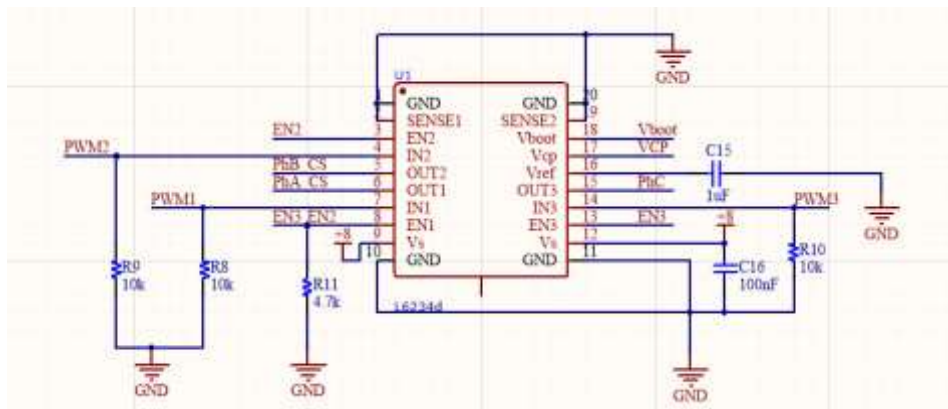 GND
U1
1 GND GND 20
SENSE1 SENSE2 19
EN2 3 EN2 Vboot 18 Vboot
PWM2 4 IN2 Vcp 17 VCP
PhB_CS 5 OUT2 Vref 16 C15
1uF
PhA_CS 6 OUT1 OUT3 15 PhC
PWM1 7 IN1 IN3 14 PWM3
EN3_EN2 8 EN1 EN3 13 EN3
+8 9 Vs Vs 12 +8
10 GND GND 11
GND
R9
10k
R8
10k
R11
4.7k
C16
100nF
R10
10k
L6234d
GND
GND
GND